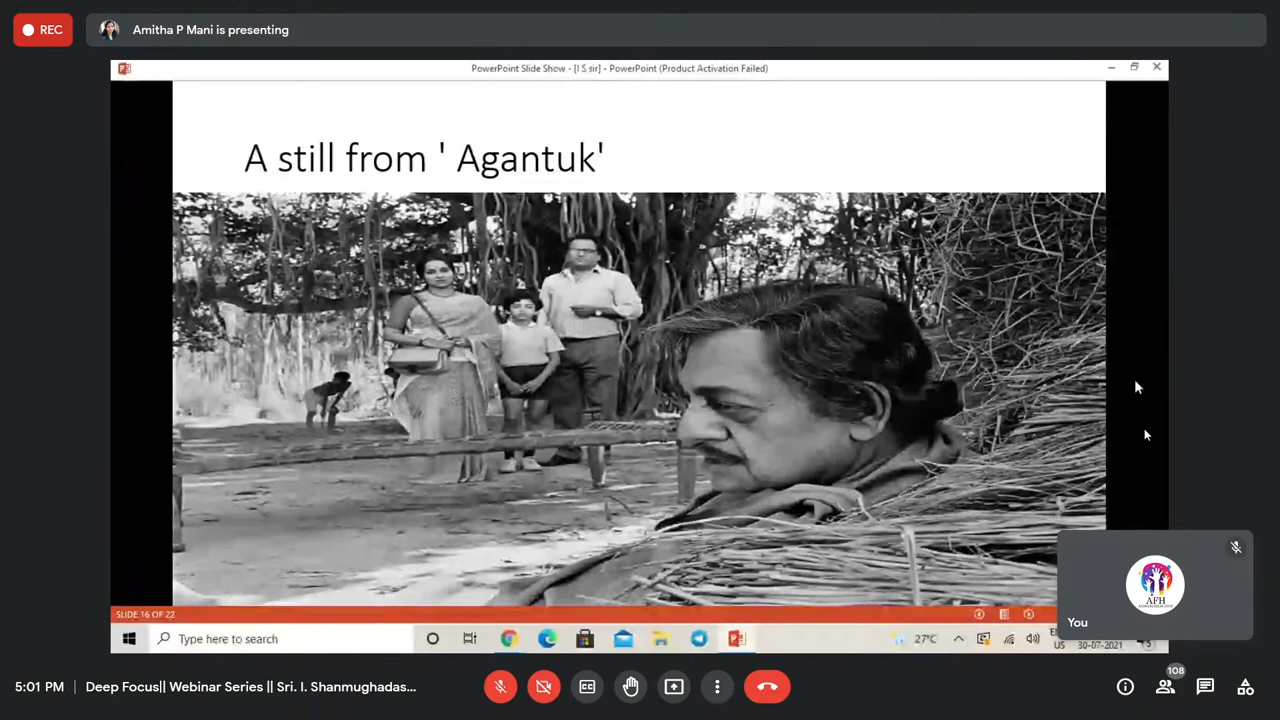 REC
Amitha P Mani is presenting
PowerPoint Slide Show - [I S sir] - PowerPoint (Product Activation Failed)
A still from ' Agantuk'
SLIDE 16 OF 22
You
AFH
Type here to search
27°C
US
30-07-2021
5:01 PM
Deep Focus|| Webinar Series || Sri. I. Shanmughadas...
108